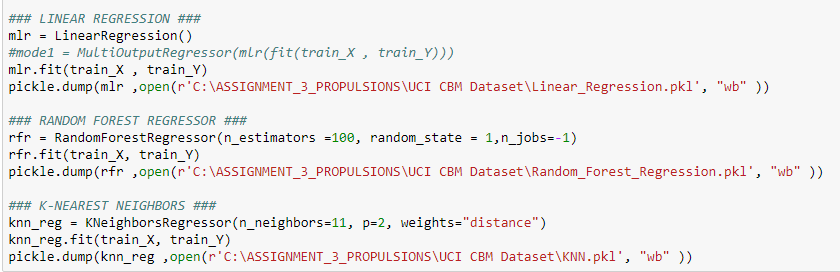 ### LINEAR REGRESSION ###
mlr = LinearRegression()
#mode1 = MultiOutputRegressor(mlr(fit(train_X , train_Y)))
mlr.fit(train_X , train_Y)
pickle.dump(mlr ,open(r'C:\ASSIGNMENT_3_PROPULSIONS\UCI CBM Dataset\Linear_Regression.pkl', "wb" ))
### RANDOM FOREST REGRESSOR ###
rfr = RandomForestRegressor(n_estimators =100, random_state = 1,n_jobs=-1)
rfr.fit(train_X, train_Y)
pickle.dump(rfr ,open(r'C:\ASSIGNMENT_3_PROPULSIONS\UCI CBM Dataset\Random_Forest_Regression.pkl', "wb" ))
### K-NEAREST NEIGHBORS ###
knn_reg = KNeighborsRegressor(n_neighbors=11, p=2, weights="distance")
knn_reg.fit(train_X, train_Y)
pickle.dump(knn_reg ,open(r'C:\ASSIGNMENT_3_PROPULSIONS\UCI CBM Dataset\KNN.pkl', "wb" ))